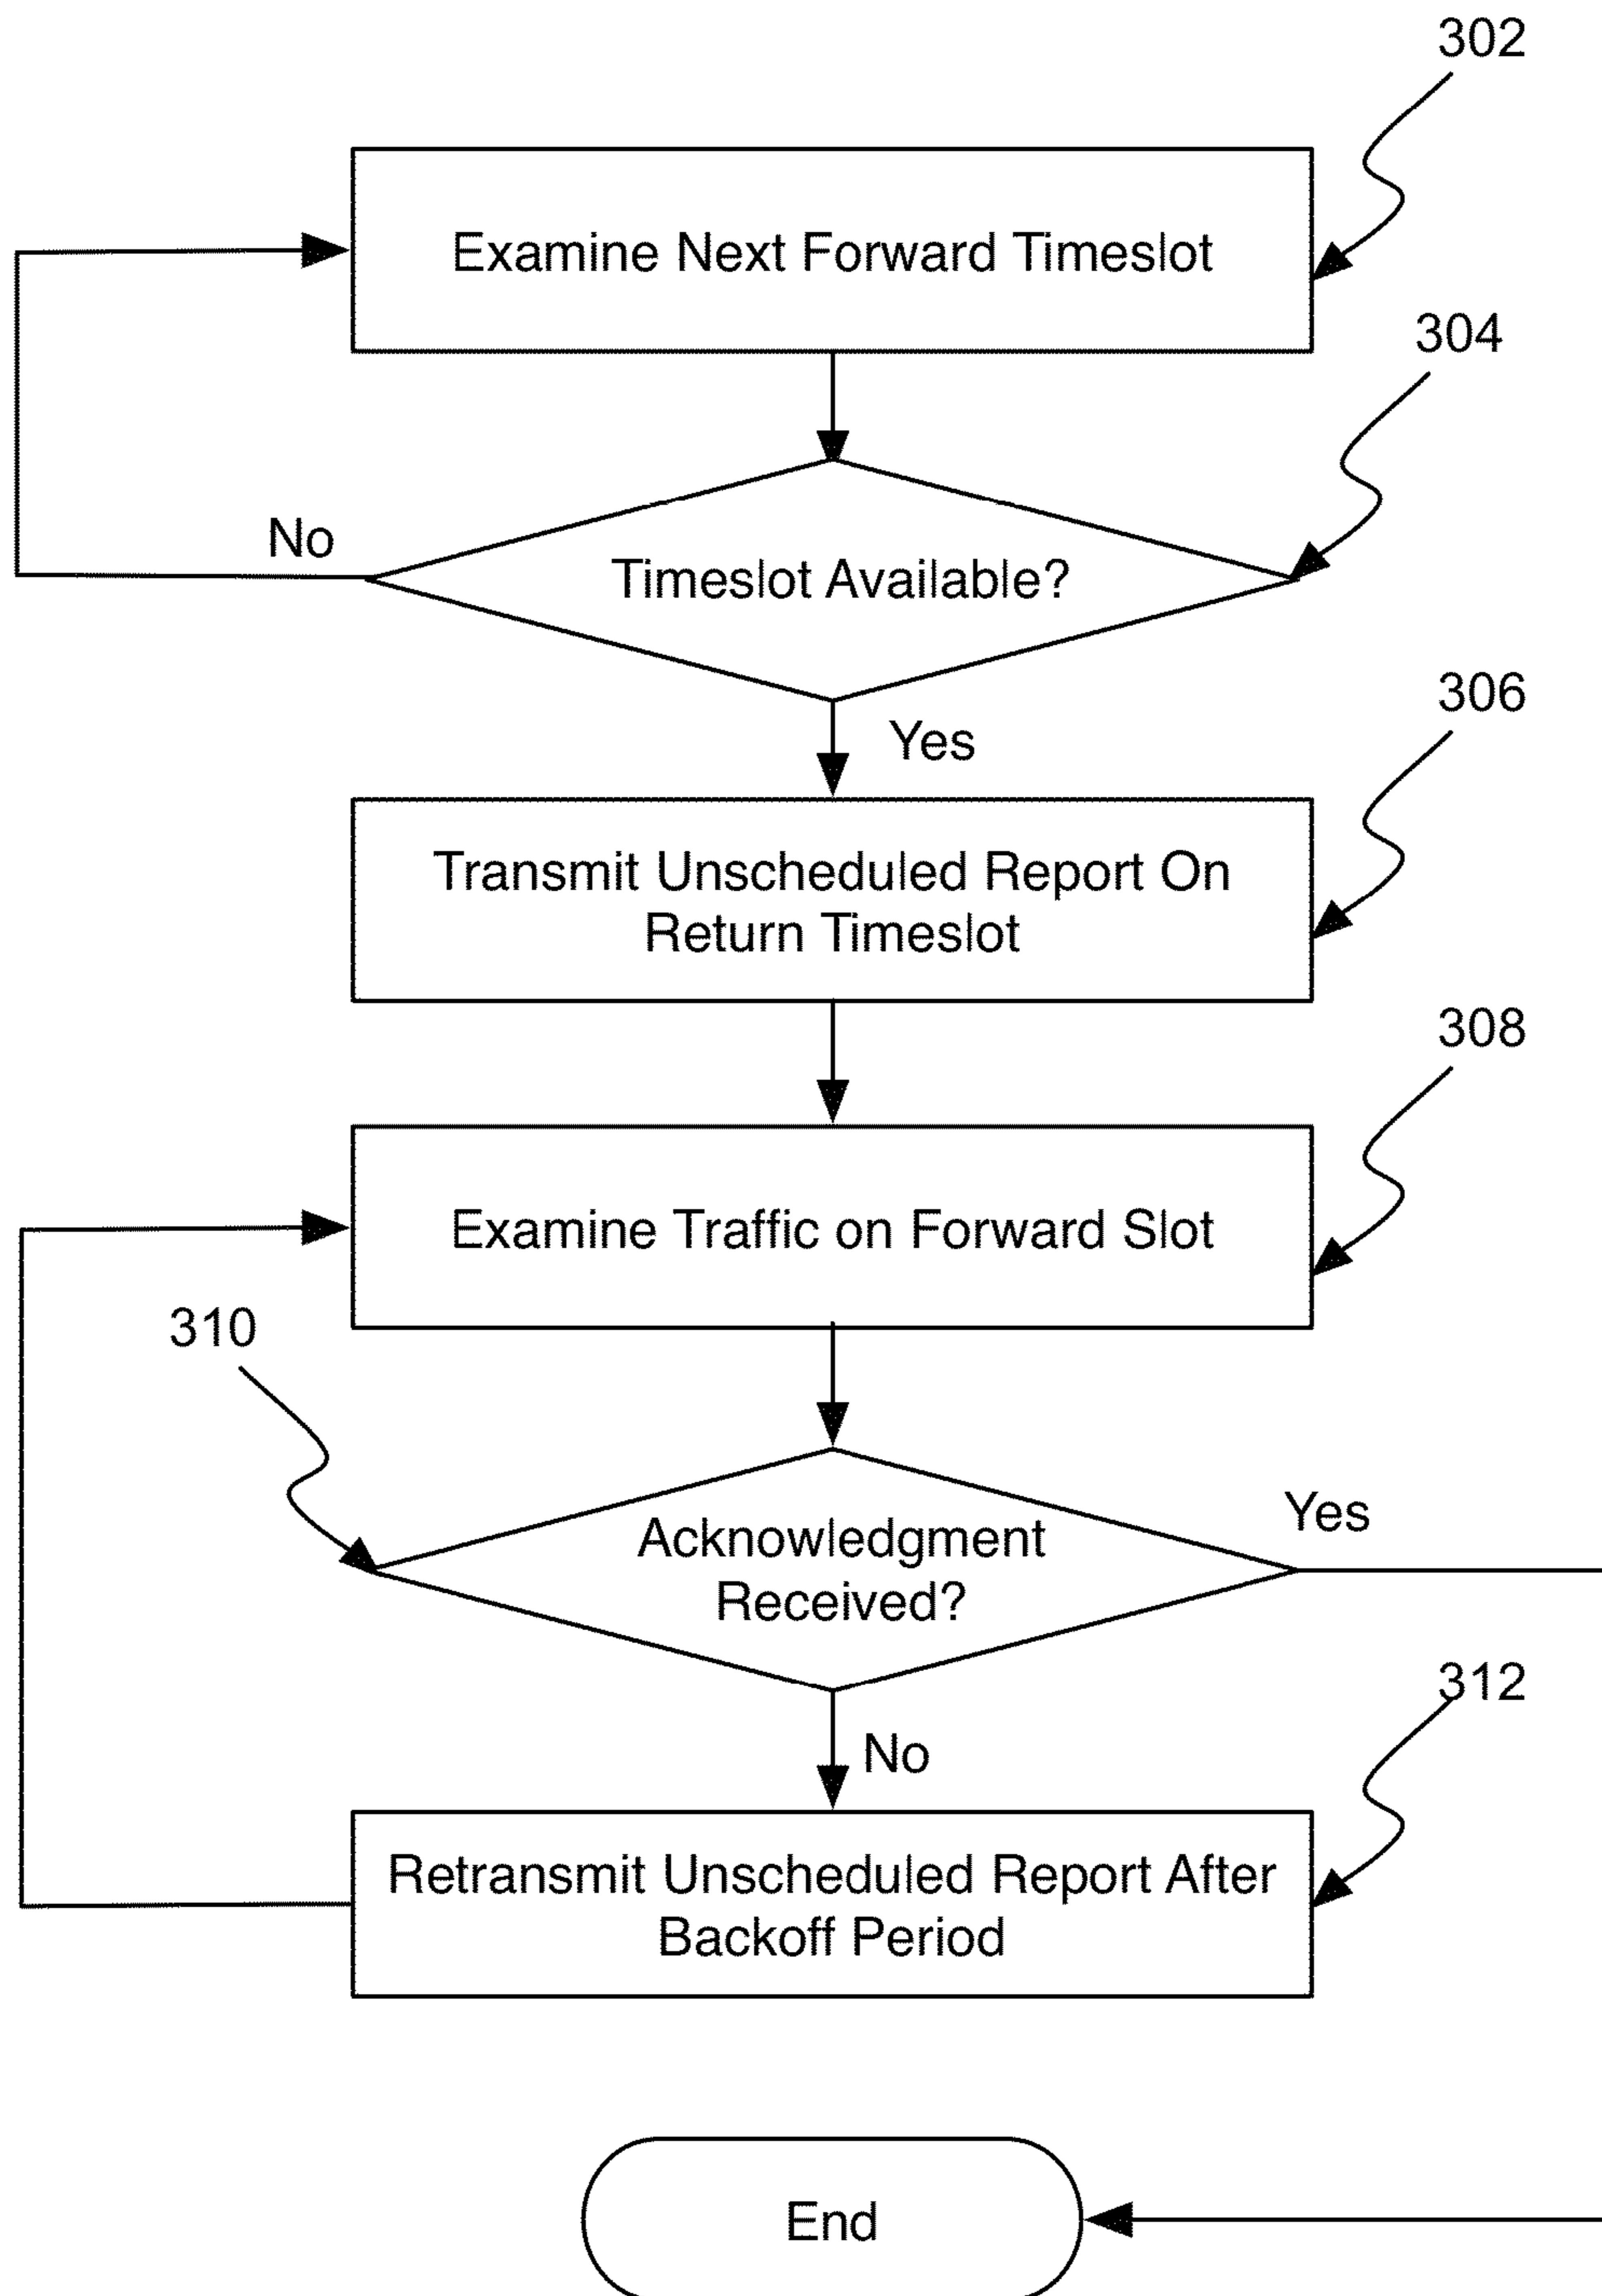 302
Examine Next Forward Timeslot
304
No
Timeslot Available?
306
Yes
Transmit Unscheduled Report On
Return Timeslot
308
Examine Traffic on Forward Slot
310
Yes
Acknowledgment
Received?
312
No
Retransmit Unscheduled Report After
Backoff Period
End